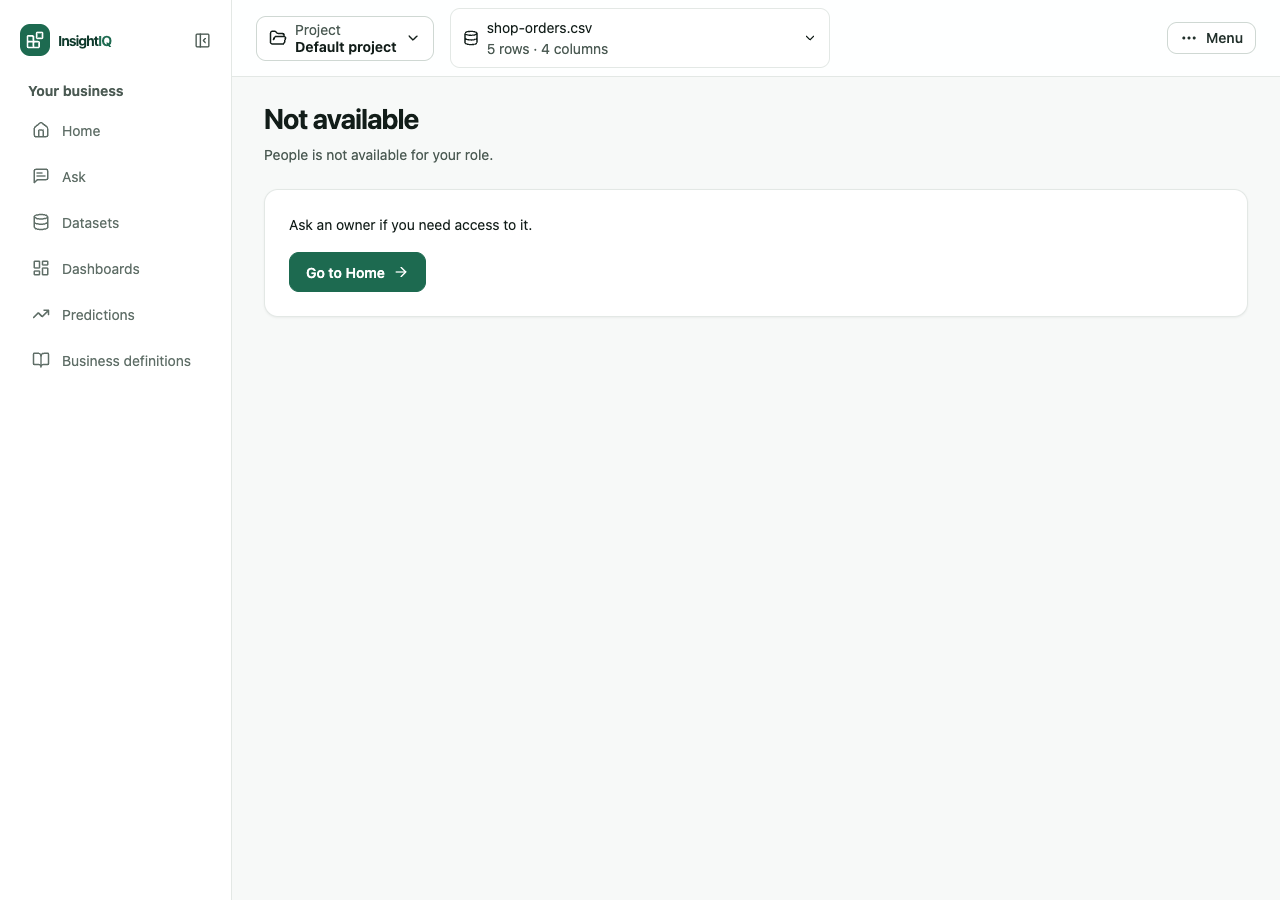 InsightIQ
Your business
Home
Ask
Datasets
Dashboards
Predictions
Business definitions
Project
Default project
shop-orders.csv
5 rows · 4 columns
Menu
Not available
People is not available for your role.
Ask an owner if you need access to it.
Go to Home